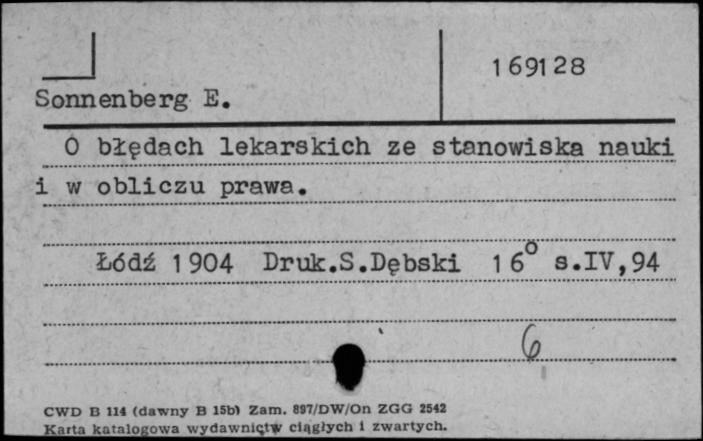 169128
Sonnenberg E.
O błędach lekarskich ze stanowiska nauki
i w obliczu prawa.
Łódź 1904 Druk.S.Dębski 16° s.IV,94
6
CWD B 114 (dawny B 15b) Zam. 897/DW/On ZGG 2542
Karta katalogowa wydawnictw ciągłych i zwartych.